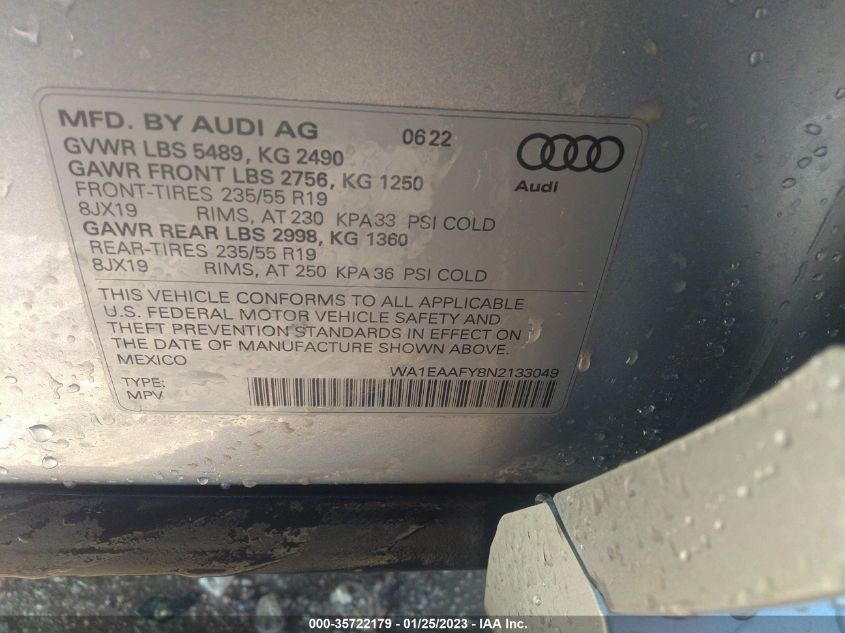 MFD. BY AUDI AG 0622
GVWR LBS 5489, KG 2490
GAWR FRONT LBS 2756, KG 1250
FRONT-TIRES 235/55 R19
8JX19 RIMS, AT 230 KPA33 PSI COLD
GAWR REAR LBS 2998, KG 1360
REAR-TIRES 235/55 R19
8JX19 RIMS, AT 250 KPA36 PSI COLD
Audi
THIS VEHICLE CONFORMS TO ALL APPLICABLE
U.S. FEDERAL MOTOR VEHICLE SAFETY AND
THEFT PREVENTION STANDARDS IN EFFECT ON
THE DATE OF MANUFACTURE SHOWN ABOVE.
MEXICO
WA1EAAFY8N2133049
TYPE:
MPV
000-35722179 - 01/25/2023 - IAA Inc.